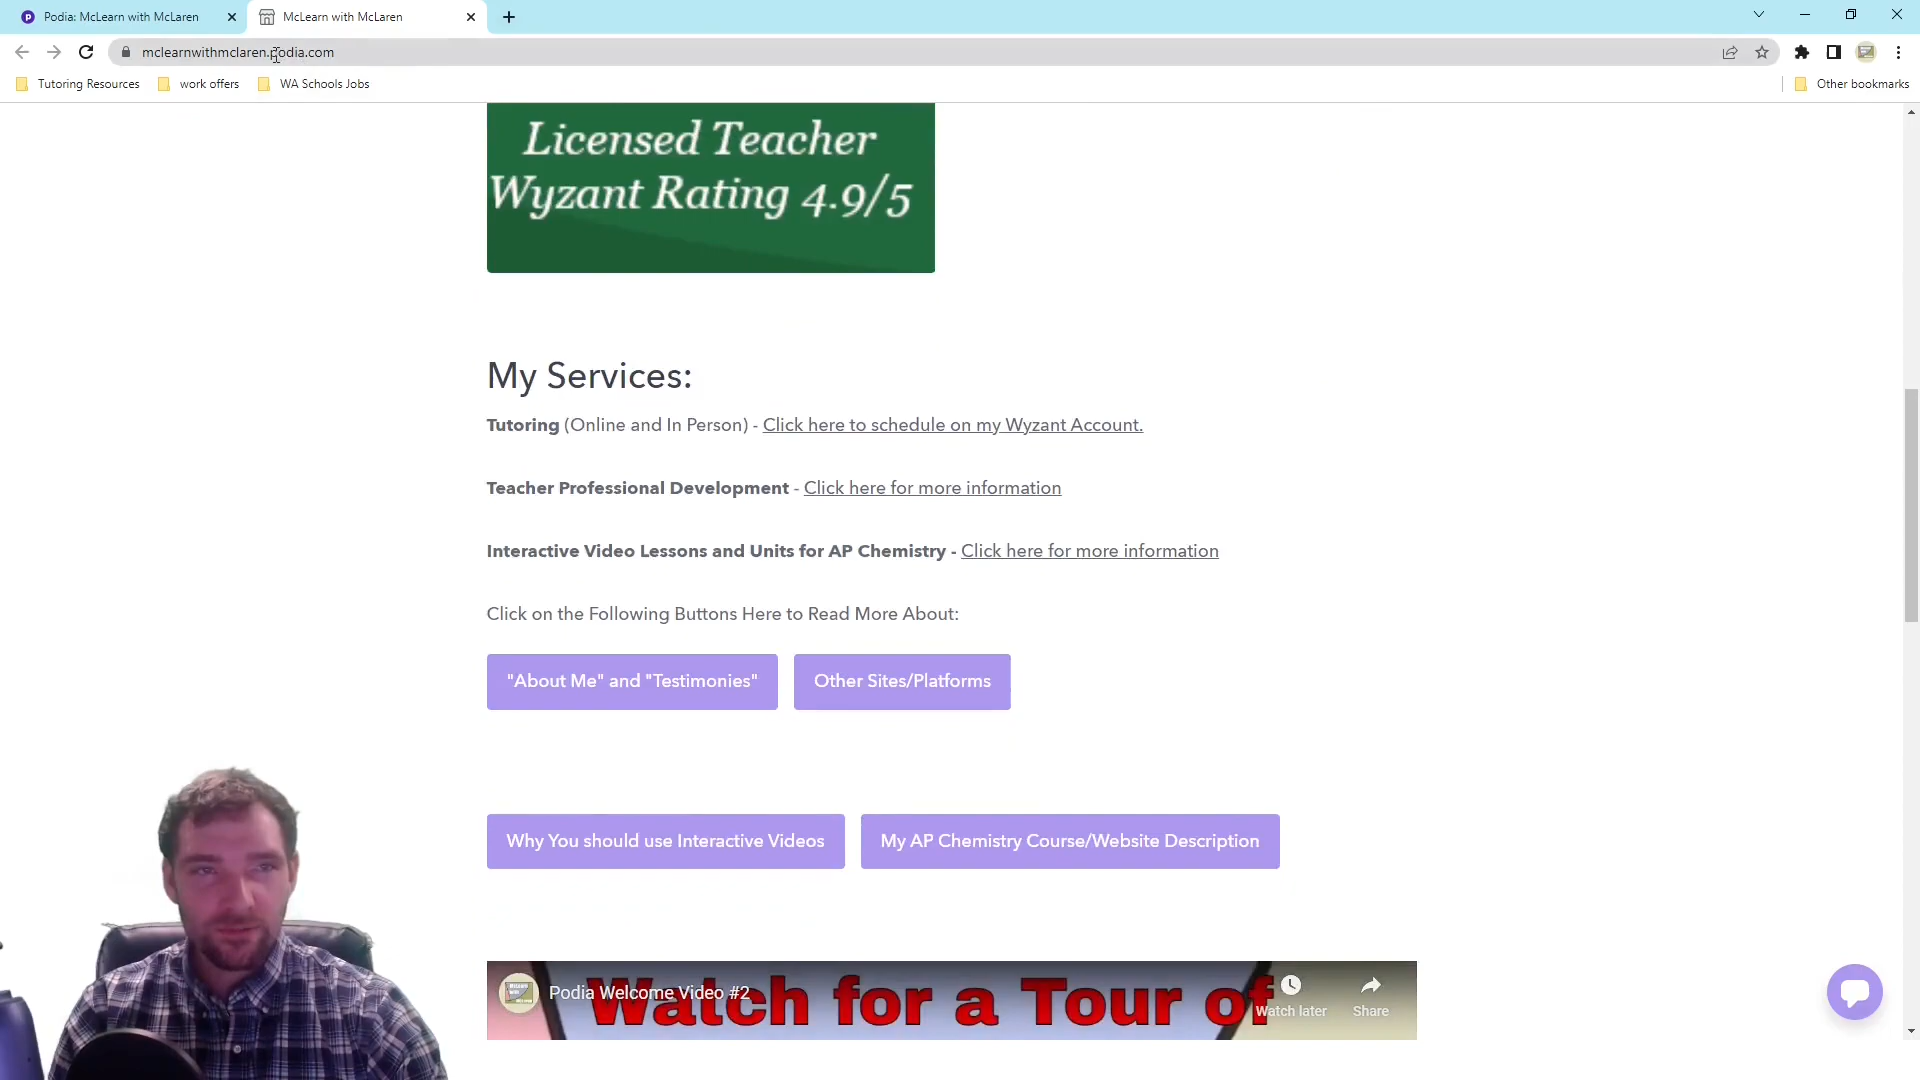 Podia: McLearn with McLaren
McLearn with McLaren
mclearnwithmclaren.podia.com
Tutoring Resources
work offers
WA Schools Jobs
Other bookmarks
Licensed Teacher
Wyzant Rating 4.9/5
My Services:
Tutoring (Online and In Person) - Click here to schedule on my Wyzant Account.
Teacher Professional Development - Click here for more information
Interactive Video Lessons and Units for AP Chemistry - Click here for more information
Click on the Following Buttons Here to Read More About:
"About Me" and "Testimonies"
Other Sites/Platforms
Why You should use Interactive Videos
My AP Chemistry Course/Website Description
Podia Welcome Video #2
Watch for a Tour of
Watch later
Share